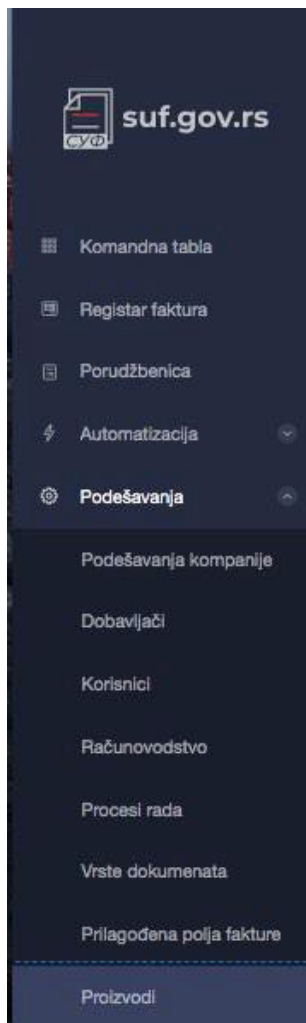 suf.gov.rs
СУФ
Komandna tabla
Registar faktura
Porudžbenica
Automatizacija
Podešavanja
Podešavanja kompanije
Dobavljači
Korisnici
Računovodstvo
Procesi rada
Vrste dokumenata
Prilagođena polja fakture
Proizvodi